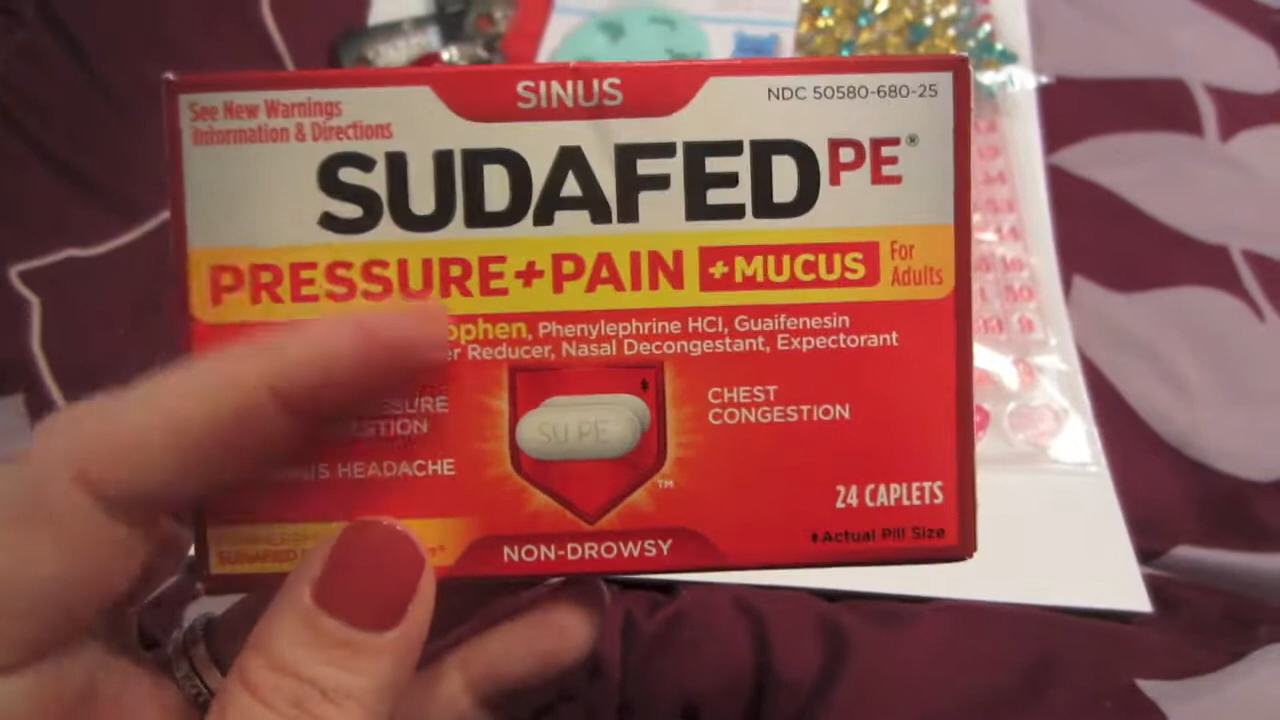 SINUS
NDC 50580-680-25
See New Warnings
Information & Directions
SUDAFED PE®
PRESSURE+PAIN +MUCUS For Adults
ophen, Phenylephrine HCl, Guaifenesin
er Reducer, Nasal Decongestant, Expectorant
SURE
STION
HEADACHE
CHEST
CONGESTION
SU PE
TM
24 CAPLETS
‡Actual Pill Size
SUDAFED
NON-DROWSY